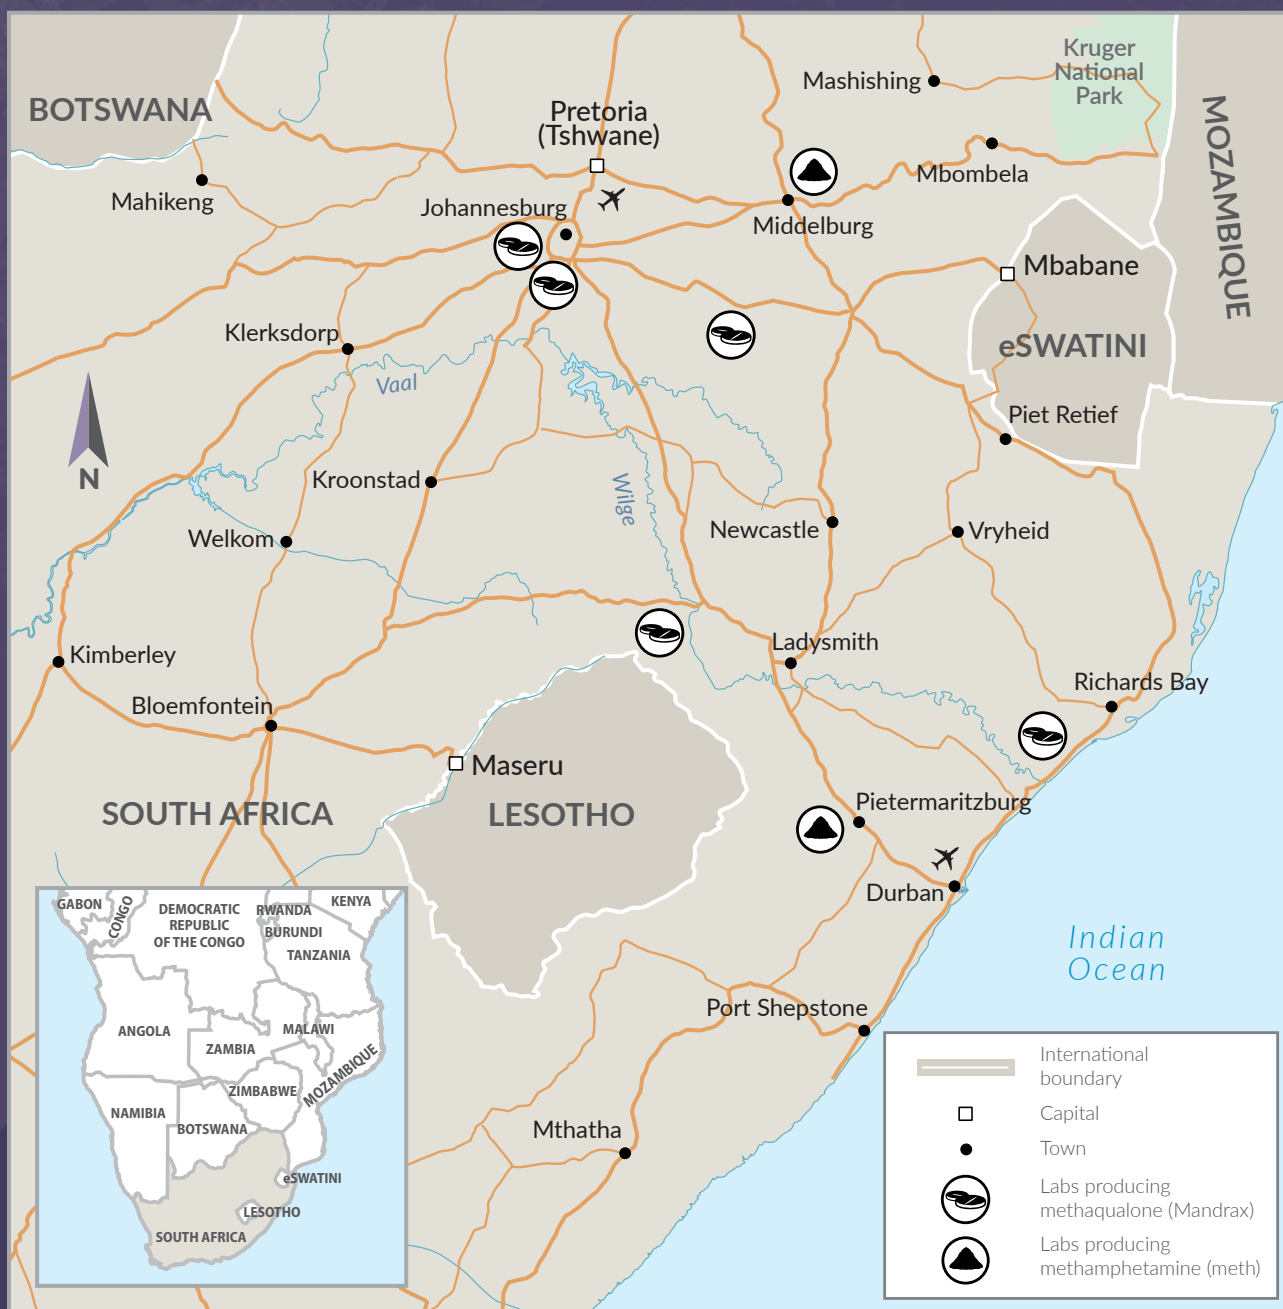 Kruger
National
Park
Mashishing
BOTSWANA
Pretoria
(Tshwane)
MOZAMBIQUE
Mbombela
Mahikeng
Johannesburg
Middelburg
Mbabane
Klerksdorp
eSWATINI
Vaal
Piet Retief
N
Kroonstad
Wilge
Newcastle
Vryheid
Welkom
Ladysmith
Kimberley
Richards Bay
Bloemfontein
Maseru
SOUTH AFRICA
LESOTHO
Pietermaritzburg
Durban
Indian
Ocean
Port Shepstone
Mthatha
GABON
CONGO
DEMOCRATIC
REPUBLIC
OF THE CONGO
RWANDA
BURUNDI
KENYA
TANZANIA
ANGOLA
ZAMBIA
MALAWI
MOZAMBIQUE
ZIMBABWE
NAMIBIA
BOTSWANA
eSWATINI
LESOTHO
SOUTH AFRICA
International
boundary
Capital
Town
Labs producing
methaqualone (Mandrax)
Labs producing
methamphetamine (meth)